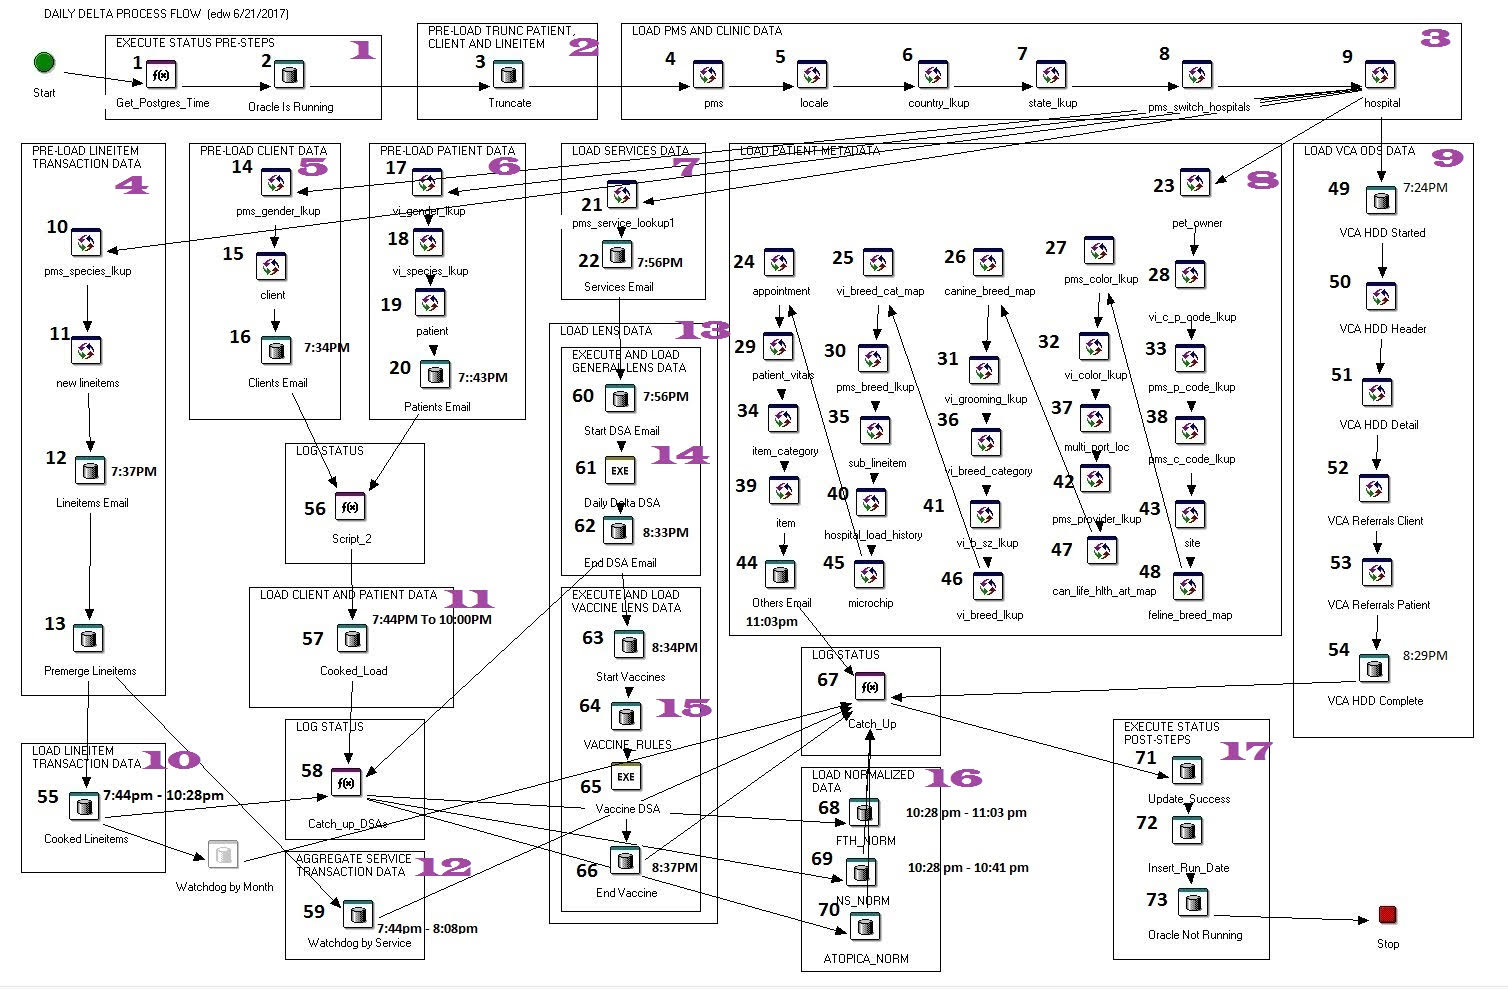 DAILY DELTA PROCESS FLOW (edw 6/21/2017)
Start
EXECUTE STATUS PRE-STEPS
1
1
f(x)
Get_Postgres_Time
2
Oracle Is Running
PRE-LOAD TRUNC PATIENT,
CLIENT AND LINEITEM
2
3
Truncate
LOAD PMS AND CLINIC DATA
3
4
pms
5
locale
6
country_lkup
7
state_lkup
8
pms_switch_hospitals
9
hospital
PRE-LOAD LINEITEM
TRANSACTION DATA
4
10
pms_species_lkup
11
new lineitems
12
7:37PM
Lineitems Email
13
Premerge Lineitems
PRE-LOAD CLIENT DATA
5
14
pms_gender_lkup
15
client
16
7:34PM
Clients Email
PRE-LOAD PATIENT DATA
6
17
vi_gender_lkup
18
vi_species_lkup
19
patient
20
7::43PM
Patients Email
LOAD SERVICES DATA
7
21
pms_service_lookup1
22
7:56PM
Services Email
LOAD PATIENT METADATA
8
23
pet_owner
24
appointment
25
vi_breed_cat_map
26
canine_breed_map
27
pms_color_lkup
28
vi_c_p_qode_lkup
29
patient_vitals
30
pms_breed_lkup
31
vi_grooming_lkup
32
vi_color_lkup
33
pms_p_code_lkup
34
item_category
35
sub_lineitem
36
vi_breed_category
37
multi_port_loc
38
pms_c_code_lkup
39
item
40
hospital_load_history
41
vi_b_sz_lkup
42
pms_provider_lkup
43
site
44
Others Email
11:03pm
45
microchip
46
vi_breed_lkup
47
can_life_hlth_art_map
48
feline_breed_map
LOAD VCA ODS DATA
9
49
7:24PM
VCA HDD Started
50
VCA HDD Header
51
VCA HDD Detail
52
VCA Referrals Client
53
VCA Referrals Patient
54
8:29PM
VCA HDD Complete
LOAD LINEITEM
TRANSACTION DATA
10
55
7:44pm - 10:28pm
Cooked Lineitems
Watchdog by Month
LOG STATUS
56
f(x)
Script_2
LOAD CLIENT AND PATIENT DATA
11
7:44PM To 10:00PM
57
Cooked_Load
LOG STATUS
58
f(x)
Catch_up_DSAs
AGGREGATE SERVICE
TRANSACTION DATA
12
59
7:44pm - 8:08pm
Watchdog by Service
LOAD LENS DATA
13
EXECUTE AND LOAD
GENERAL LENS DATA
60
7:56PM
Start DSA Email
14
61
EXE
Daily Delta DSA
62
8:33PM
End DSA Email
EXECUTE AND LOAD
VACCINE LENS DATA
63
8:34PM
Start Vaccines
15
64
VACCINE_RULES
65
EXE
Vaccine DSA
66
8:37PM
End Vaccine
LOG STATUS
67
f(x)
Catch_Up
LOAD NORMALIZED
DATA
16
68
10:28 pm - 11:03 pm
FTH_NORM
69
10:28 pm - 10:41 pm
NS_NORM
70
ATOPICA_NORM
EXECUTE STATUS
POST-STEPS
17
71
Update_Success
72
Insert_Run_Date
73
Oracle Not Running
Stop